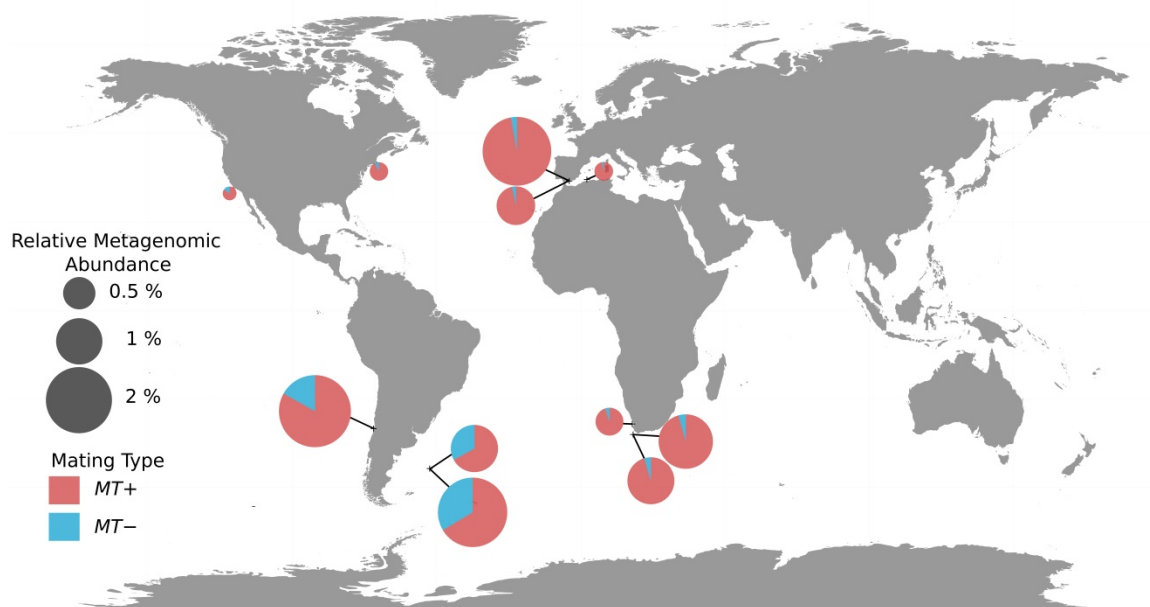 Relative Metagenomic
Abundance
0.5 %
1 %
2 %
Mating Type
MT+
MT−